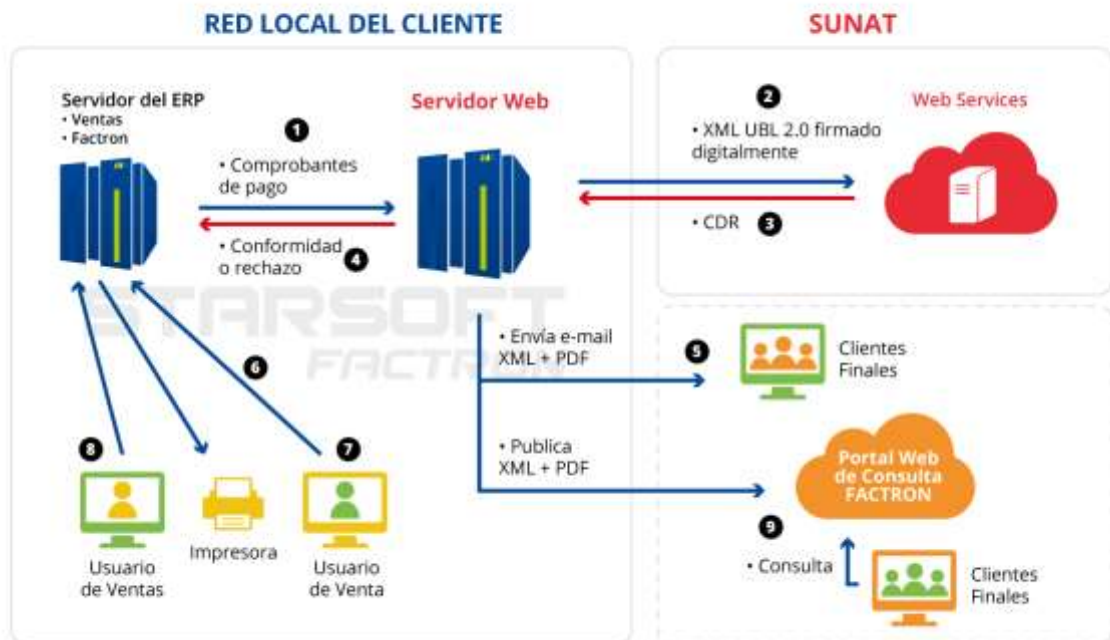 RED LOCAL DEL CLIENTE
SUNAT
Servidor del ERP
• Ventas
• Factron
Servidor Web
1
• Comprobantes
de pago
• Conformidad
o rechazo
4
2
• XML UBL 2.0 firmado
digitalmente
• CDR
3
Web Services
STARSOFT
FACTRON
• Envía e-mail
XML + PDF
5
Clientes
Finales
• Publica
XML + PDF
Portal Web
de Consulta
FACTRON
6
8
7
Usuario
de Ventas
Impresora
Usuario
de Venta
9
• Consulta
Clientes
Finales